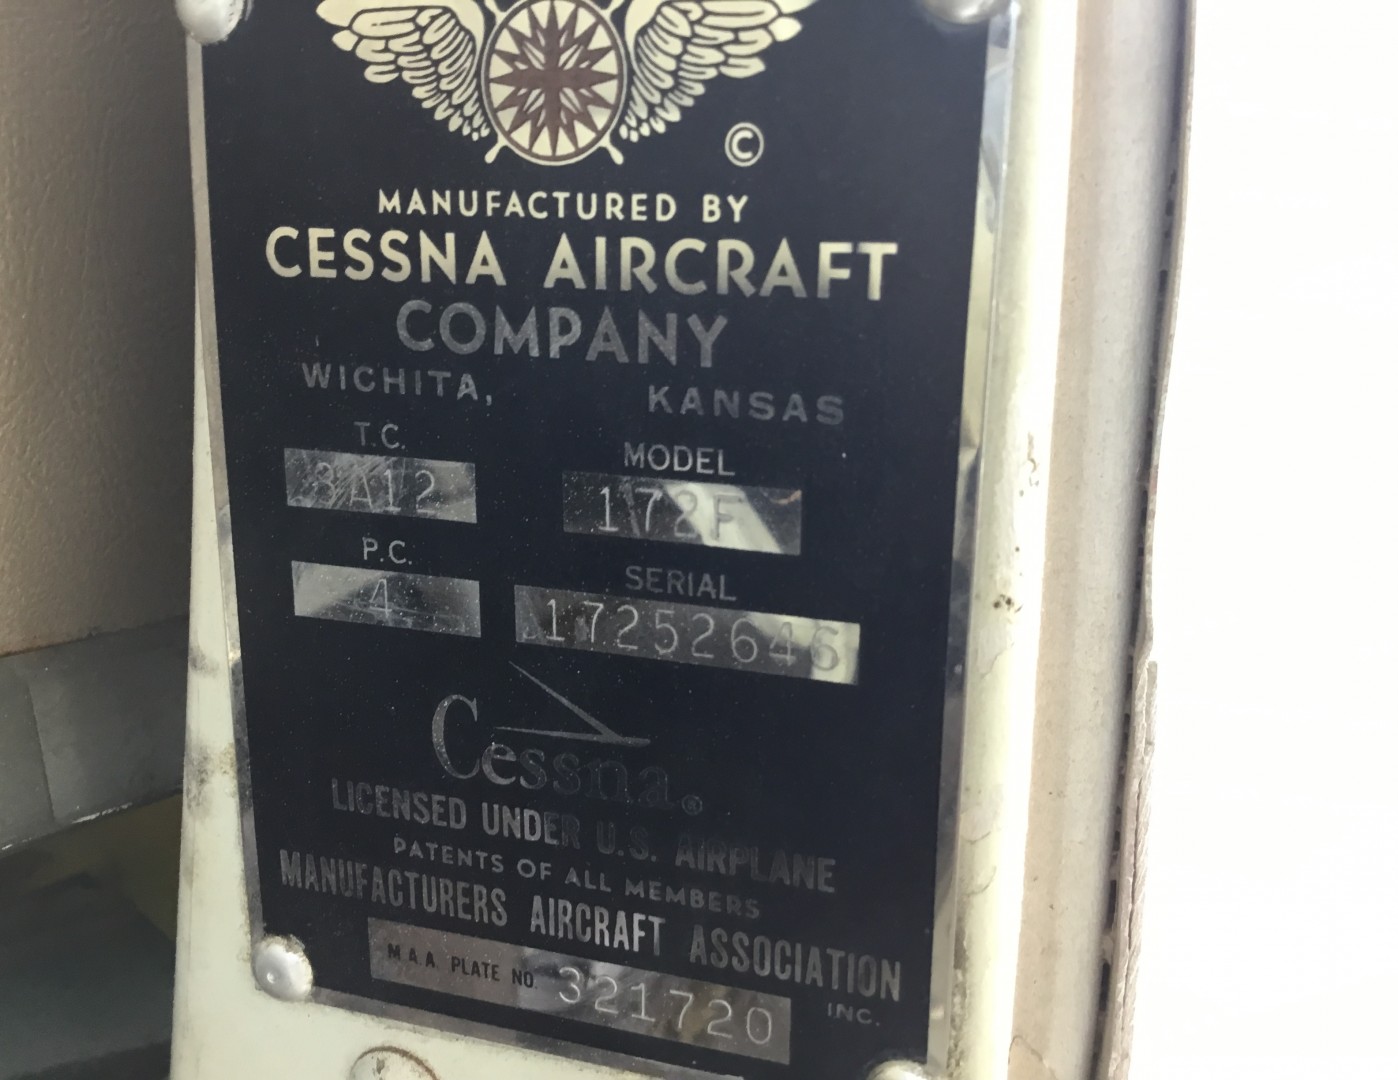 ©
MANUFACTURED BY
CESSNA AIRCRAFT
COMPANY
WICHITA, KANSAS
T.C. MODEL
3A12 172F
P.C. SERIAL
4 17252646
Cessna®
LICENSED UNDER U.S. AIRPLANE
PATENTS OF ALL MEMBERS
MANUFACTURERS AIRCRAFT ASSOCIATION
INC.
M A A. PLATE NO. 321720